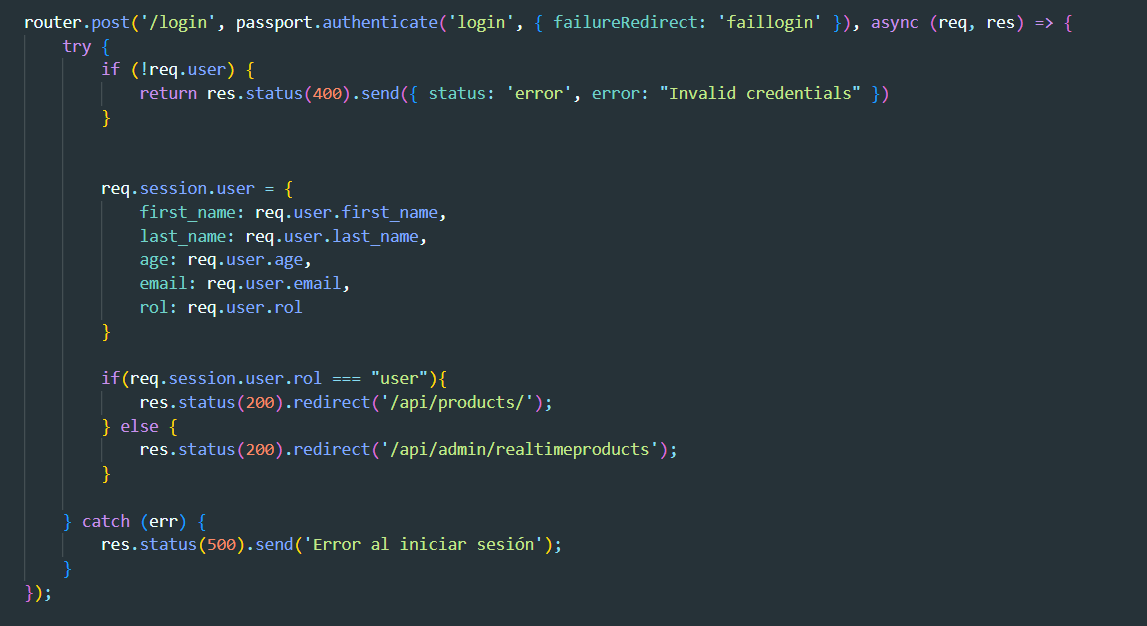 router.post('/login', passport.authenticate('login', { failureRedirect: 'faillogin' }), async (req, res) => {
    try {
        if (!req.user) {
            return res.status(400).send({ status: 'error', error: "Invalid credentials" })
        }
        req.session.user = {
            first_name: req.user.first_name,
            last_name: req.user.last_name,
            age: req.user.age,
            email: req.user.email,
            rol: req.user.rol
        }
        if(req.session.user.rol === "user"){
            res.status(200).redirect('/api/products/');
        } else {
            res.status(200).redirect('/api/admin/realtimeproducts');
        }
    } catch (err) {
        res.status(500).send('Error al iniciar sesión');
    }
});